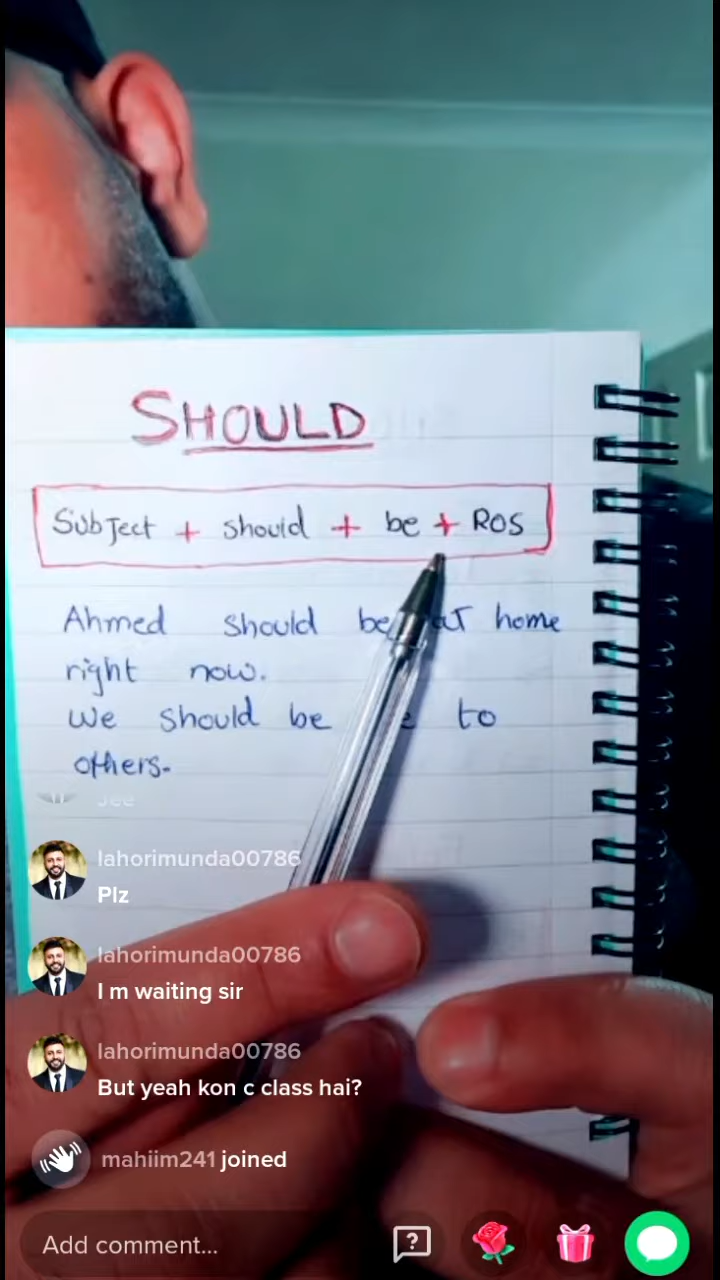 SHOULD
Subject + should + be + ROS
Ahmed should be at home
right now.
We should be to
others.
Jee
lahorimunda00786
Plz
lahorimunda00786
I m waiting sir
lahorimunda00786
But yeah kon c class hai?
mahiim241 joined
Add comment...